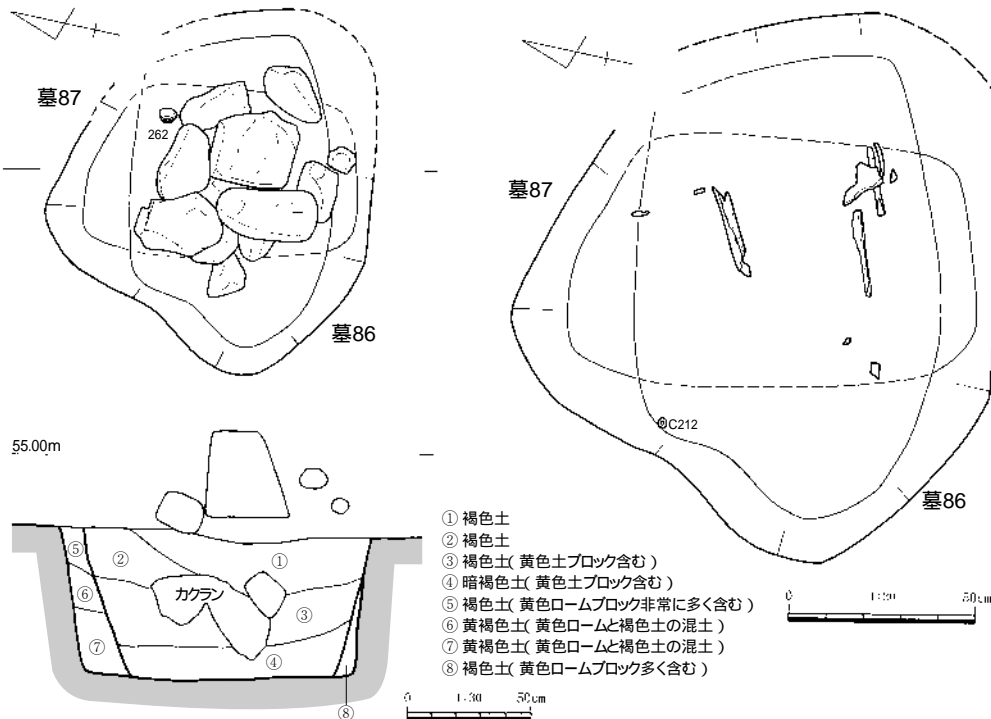 墓87
262
墓86
墓87
C212
墓86
55.00m
① 褐色土
② 褐色土
③ 褐色土(黄色土ブロック含む)
④ 暗褐色土(黄色土ブロック含む)
⑤ 褐色土(黄色ロームブロック非常に多く含む)
⑥ 黄褐色土(黄色ロームと褐色土の混土)
⑦ 黄褐色土(黄色ロームと褐色土の混土)
⑧ 褐色土(黄色ロームブロック多く含む)
⑤
②
①
⑥
カクラン
③
⑦
④
⑧
0 1:30 50cm
0 50cm